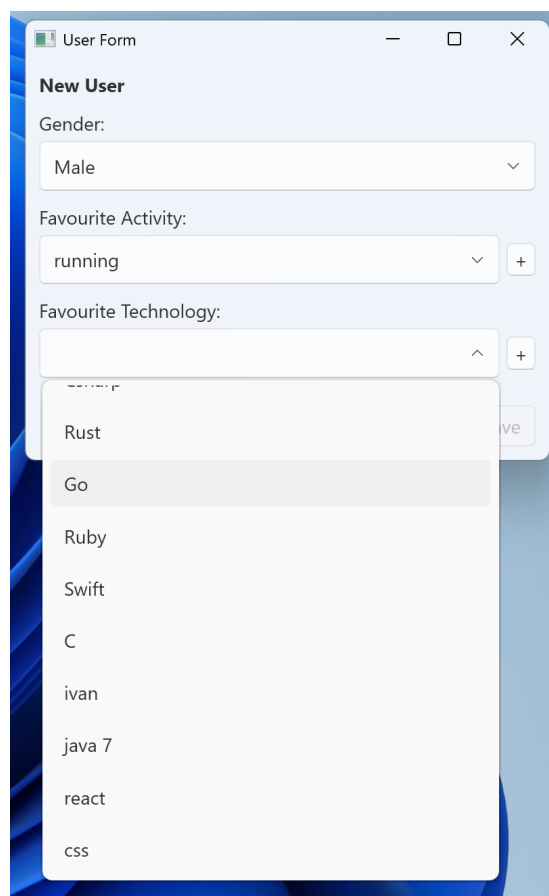 User Form
New User
Gender:
Male
Favourite Activity:
running
+
Favourite Technology:
+
Rust
Go
Ruby
Swift
C
ivan
java 7
react
css